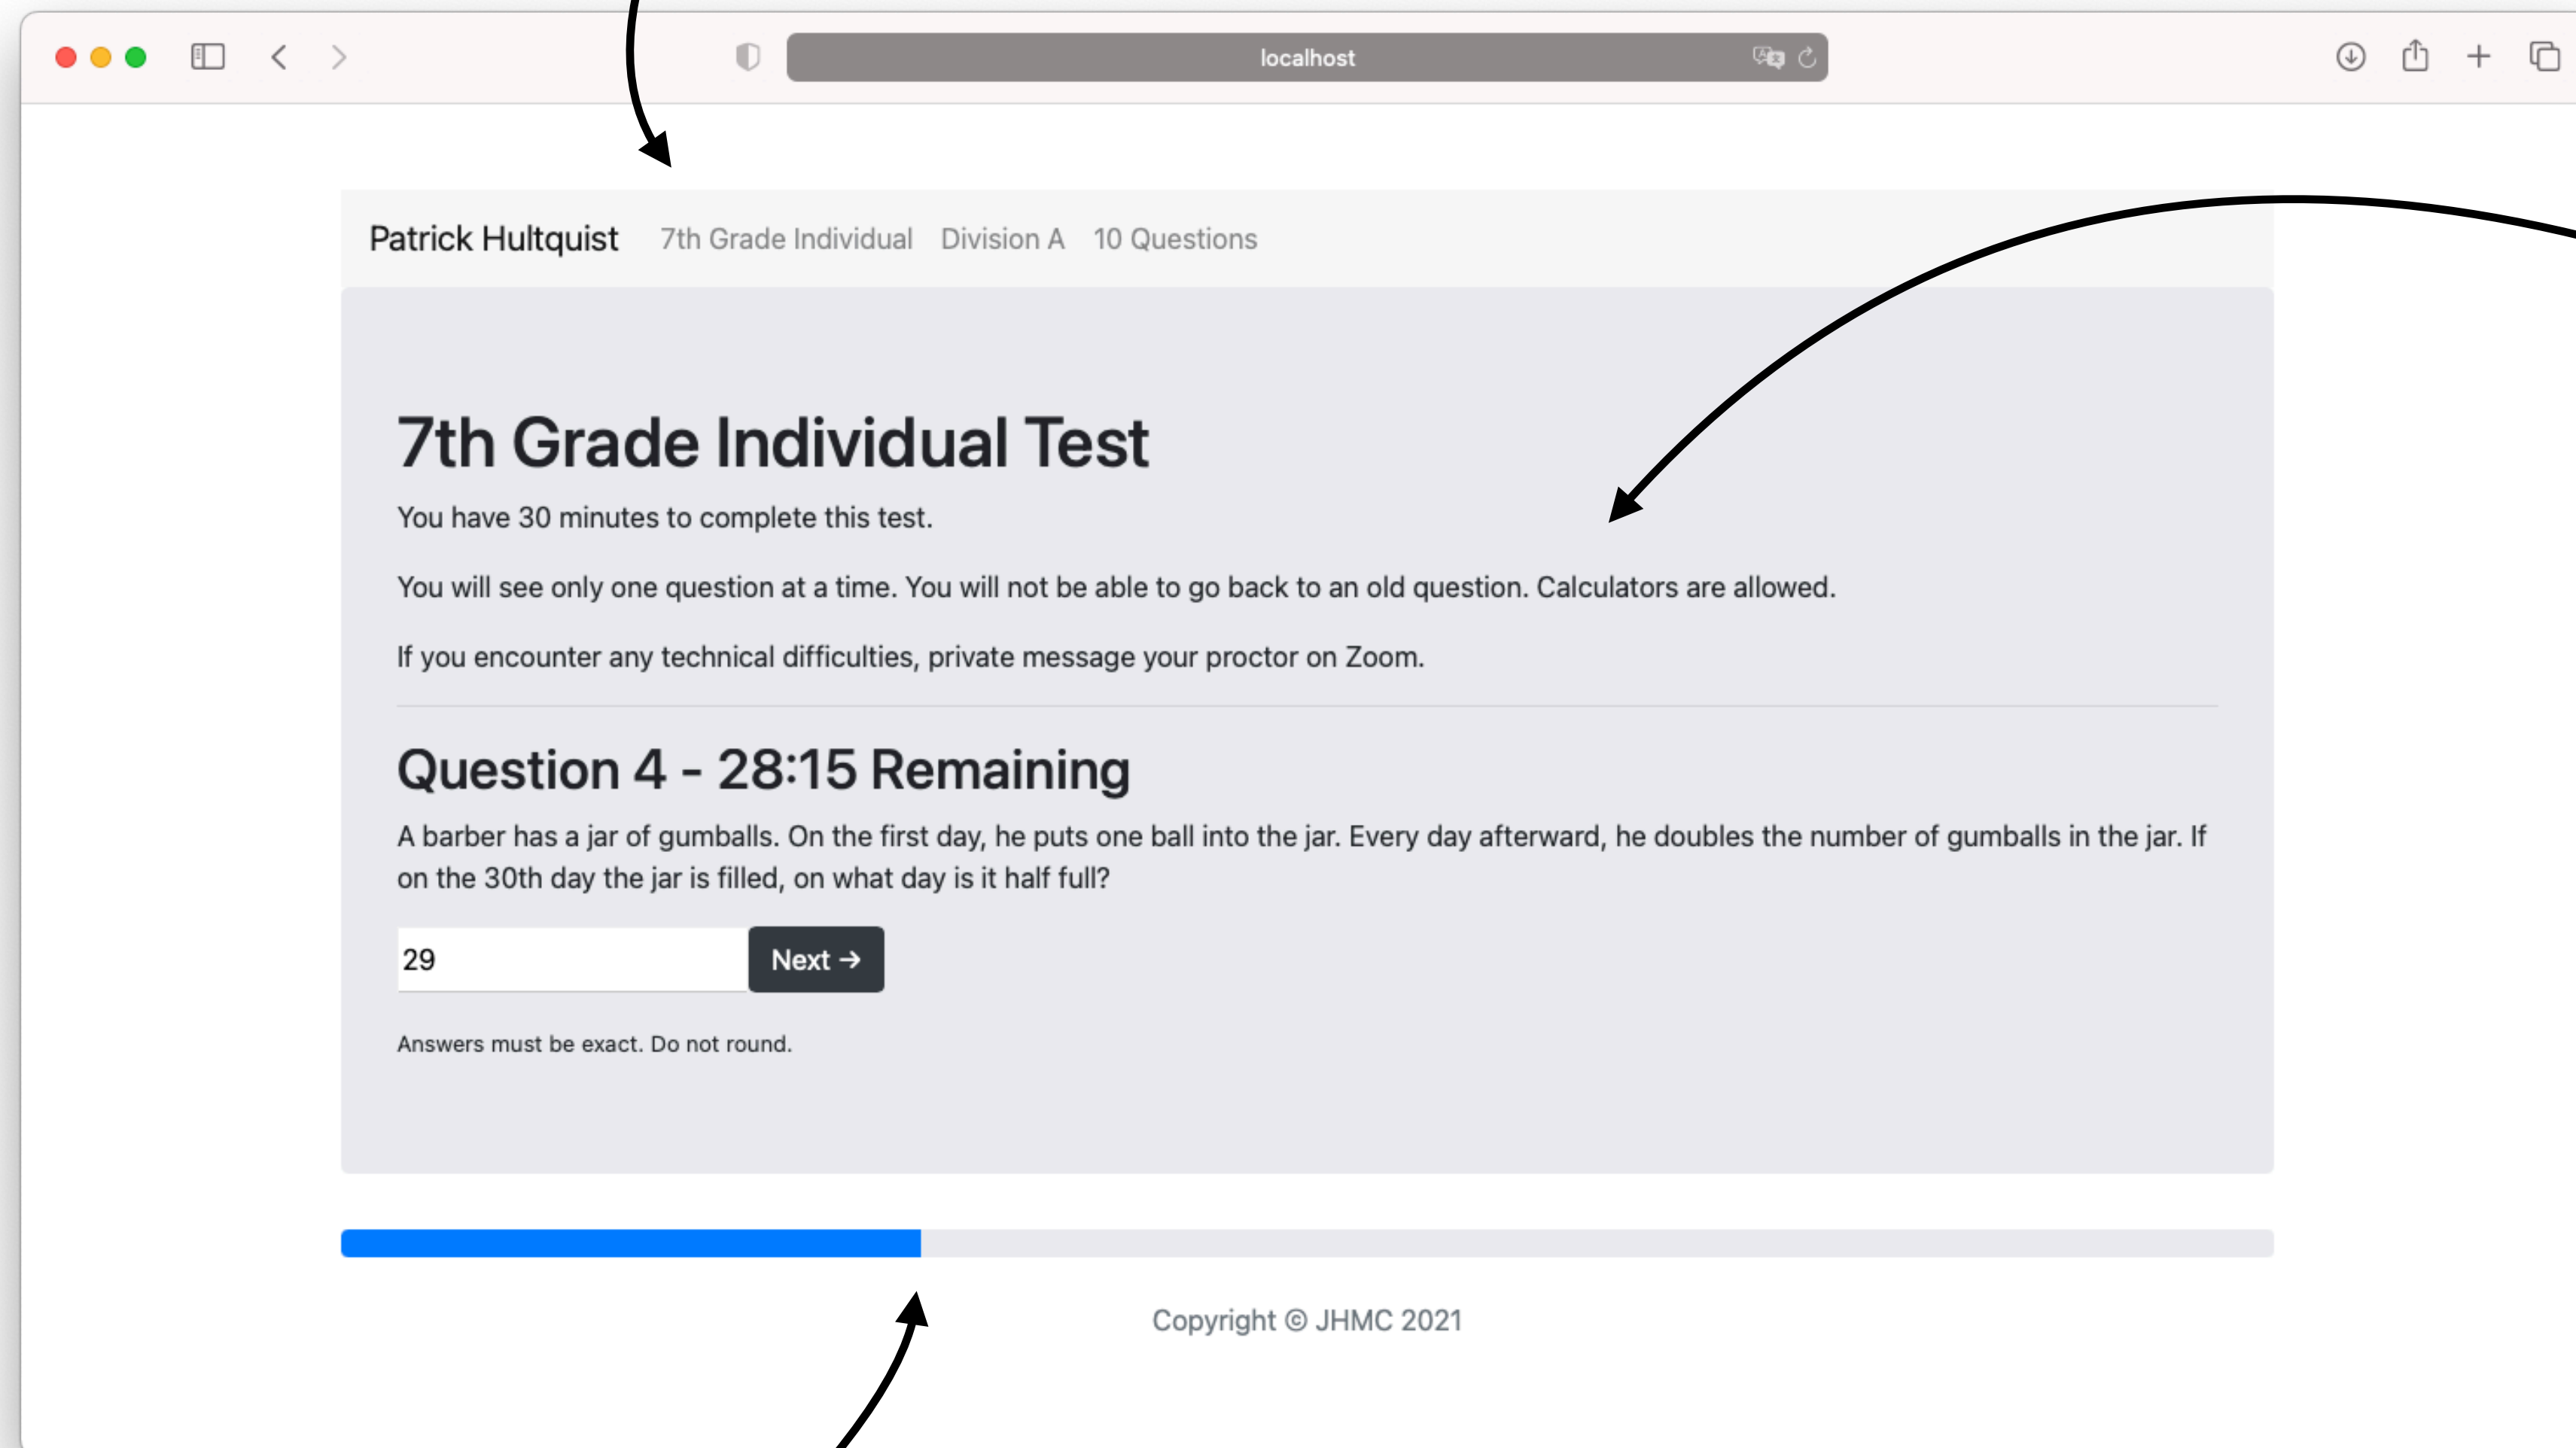 localhost
Patrick Hultquist 7th Grade Individual Division A 10 Questions
7th Grade Individual Test
You have 30 minutes to complete this test.
You will see only one question at a time. You will not be able to go back to an old question. Calculators are allowed.
If you encounter any technical difficulties, private message your proctor on Zoom.
Question 4 - 28:15 Remaining
A barber has a jar of gumballs. On the first day, he puts one ball into the jar. Every day afterward, he doubles the number of gumballs in the jar. If
on the 30th day the jar is filled, on what day is it half full?
29 Next →
Answers must be exact. Do not round.
Copyright © JHMC 2021